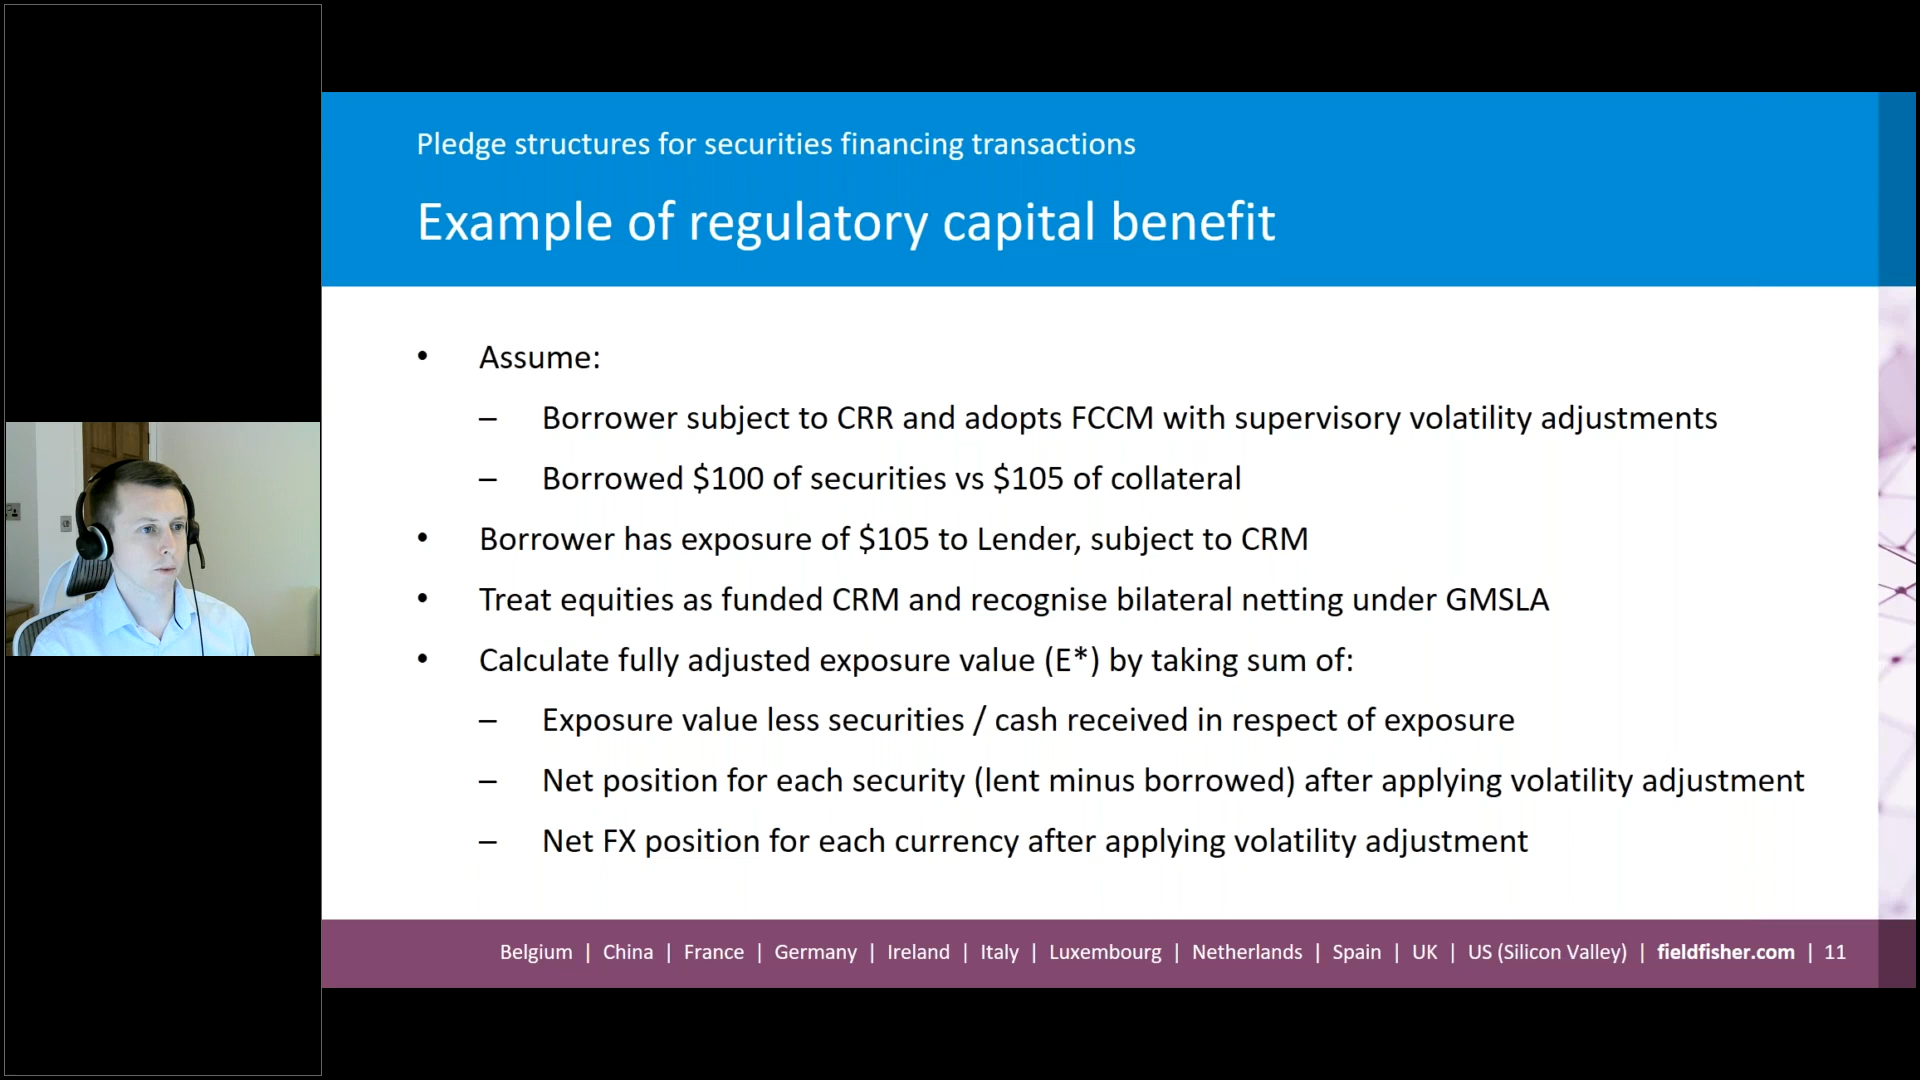 Pledge structures for securities financing transactions
Example of regulatory capital benefit
• Assume:
– Borrower subject to CRR and adopts FCCM with supervisory volatility adjustments
– Borrowed $100 of securities vs $105 of collateral
• Borrower has exposure of $105 to Lender, subject to CRM
• Treat equities as funded CRM and recognise bilateral netting under GMSLA
• Calculate fully adjusted exposure value (E*) by taking sum of:
– Exposure value less securities / cash received in respect of exposure
– Net position for each security (lent minus borrowed) after applying volatility adjustment
– Net FX position for each currency after applying volatility adjustment
Belgium | China | France | Germany | Ireland | Italy | Luxembourg | Netherlands | Spain | UK | US (Silicon Valley) | fieldfisher.com | 11